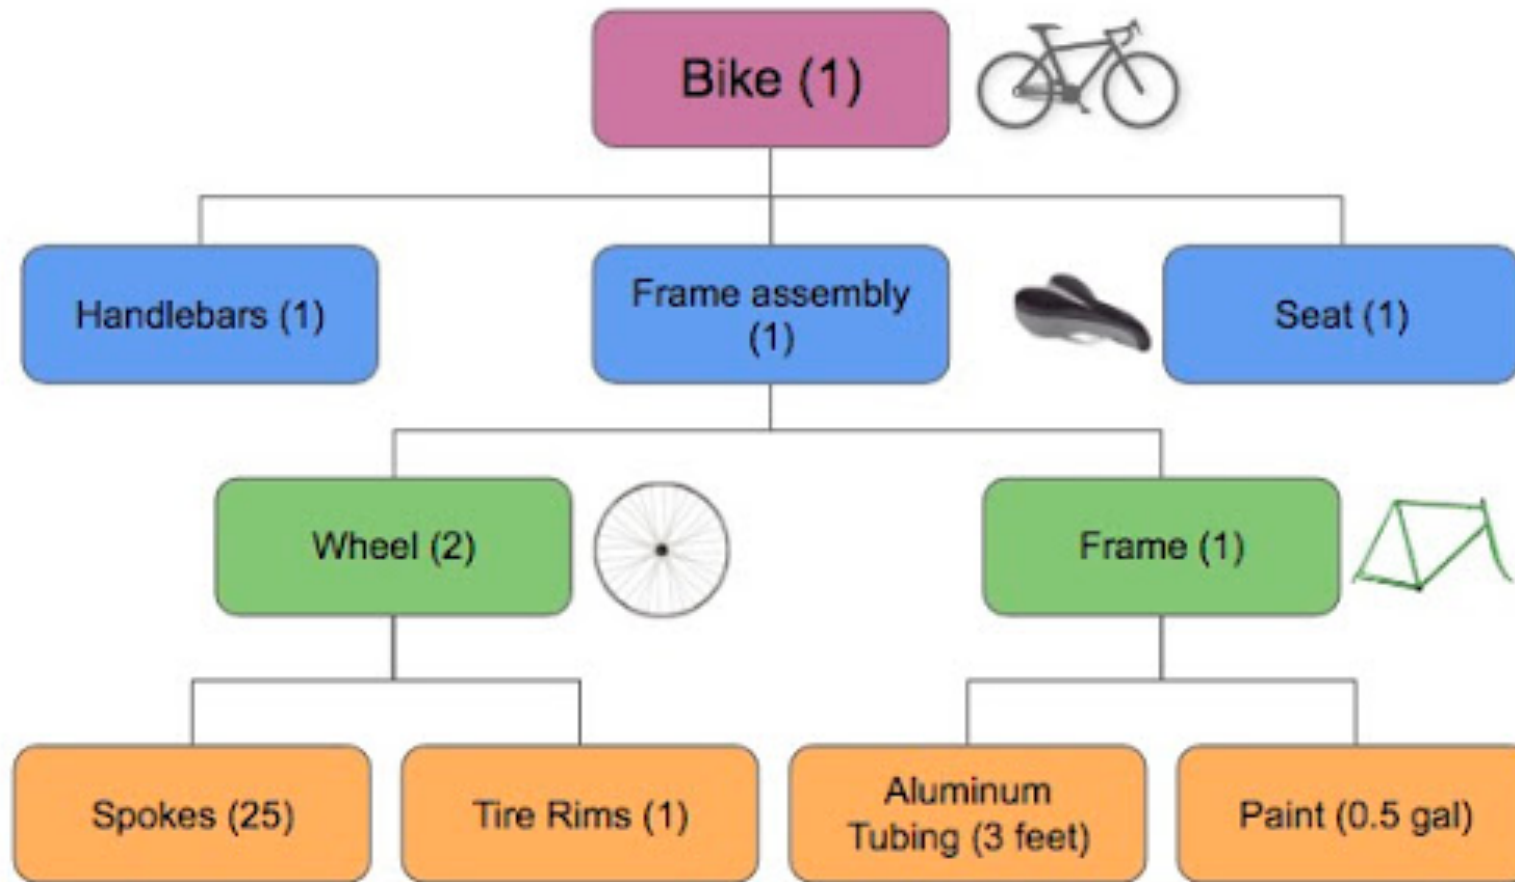 Bike (1)
Handlebars (1)
Frame assembly
(1)
Seat (1)
Wheel (2)
Frame (1)
Spokes (25)
Tire Rims (1)
Aluminum
Tubing (3 feet)
Paint (0.5 gal)